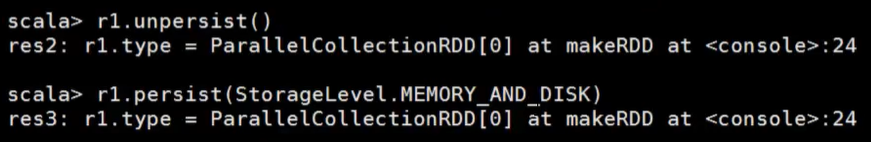 scala> r1.unpersist()
res2: r1.type = ParallelCollectionRDD[0] at makeRDD at <console>:24
scala> r1.persist(StorageLevel.MEMORY_AND_DISK)
res3: r1.type = ParallelCollectionRDD[0] at makeRDD at <console>:24